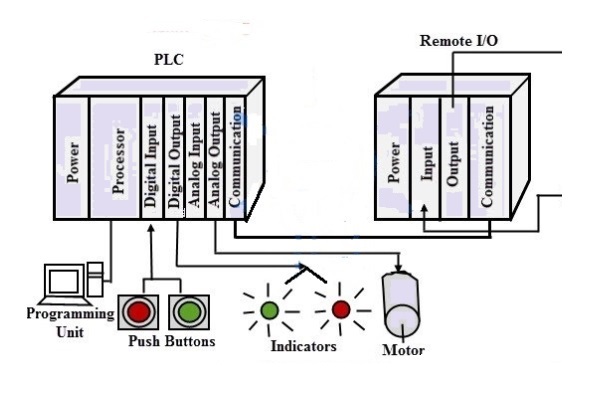 Remote I/O
PLC
Power
Processor
Digital Input
Digital Output
Analog Input
Analog Output
Communication
Power
Input
Output
Communication
Programming
Unit
Push Buttons
Indicators
Motor